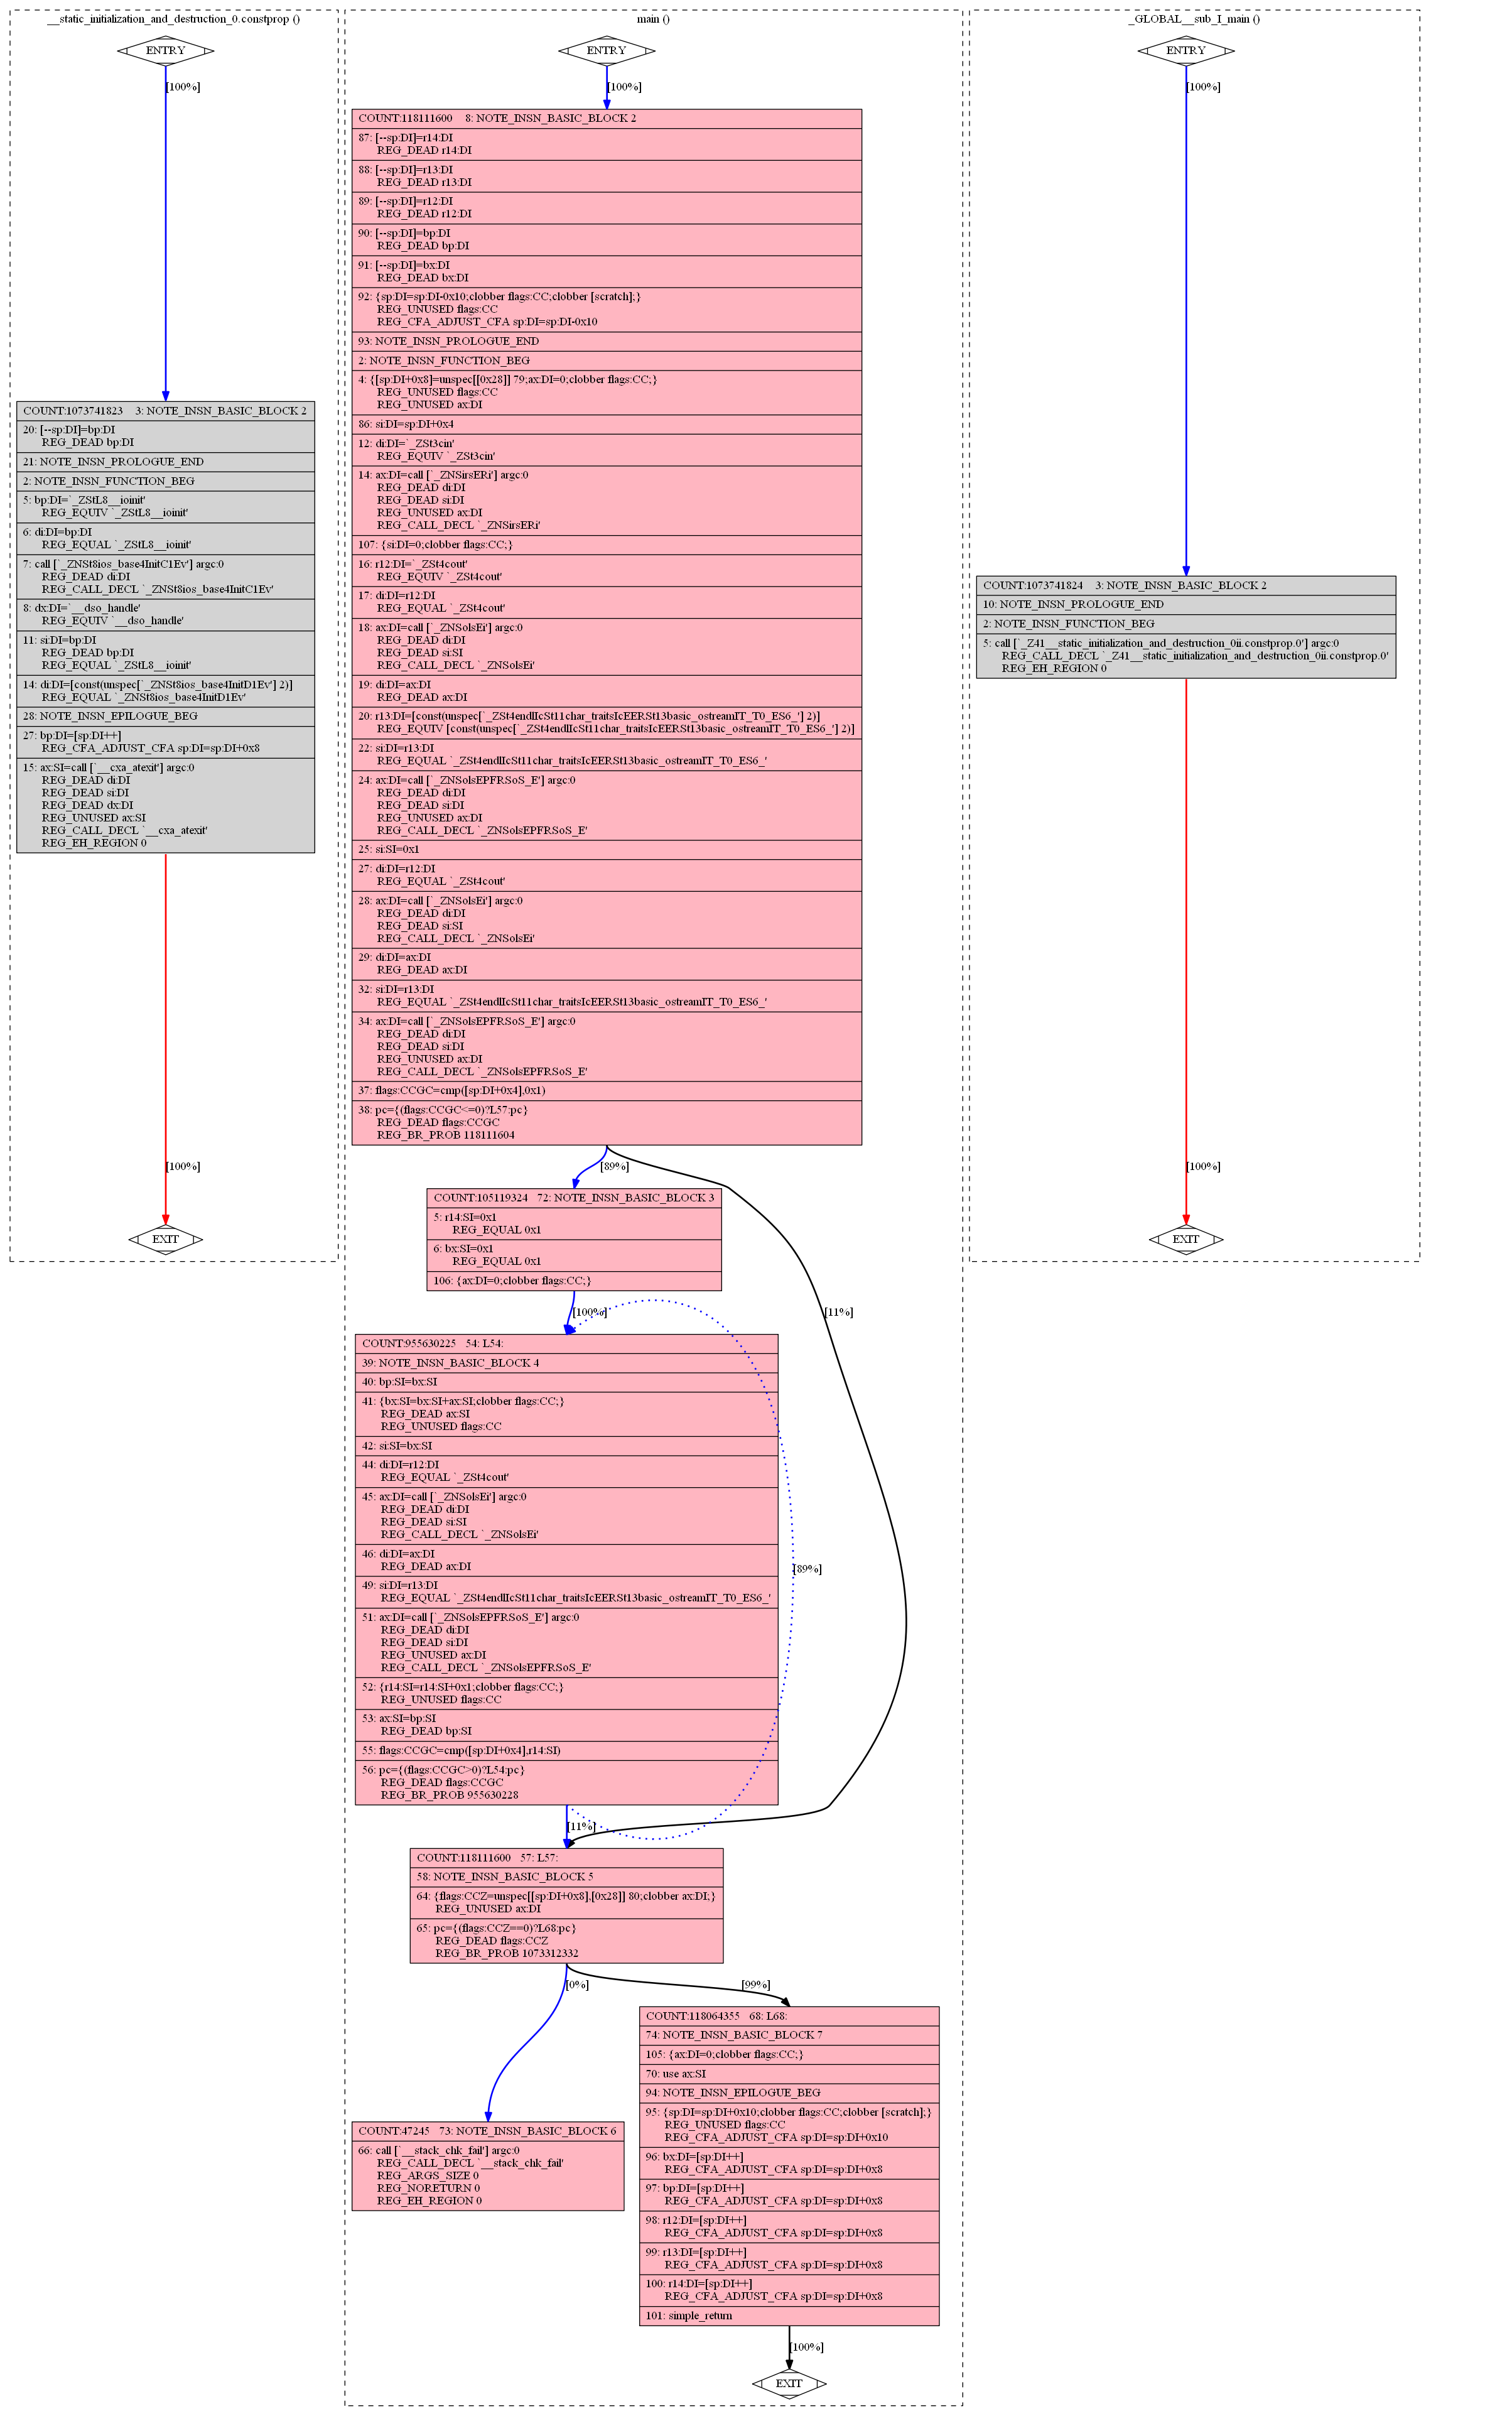 __static_initialization_and_destruction_0.constprop ()
ENTRY
[100%]
COUNT:1073741823 3: NOTE_INSN_BASIC_BLOCK 2
20: [--sp:DI]=bp:DI
REG_DEAD bp:DI
21: NOTE_INSN_PROLOGUE_END
2: NOTE_INSN_FUNCTION_BEG
5: bp:DI=`_ZStL8__ioinit'
REG_EQUIV `_ZStL8__ioinit'
6: di:DI=bp:DI
REG_EQUAL `_ZStL8__ioinit'
7: call [`_ZNSt8ios_base4InitC1Ev'] argc:0
REG_DEAD di:DI
REG_CALL_DECL `_ZNSt8ios_base4InitC1Ev'
8: dx:DI=`__dso_handle'
REG_EQUIV `__dso_handle'
11: si:DI=bp:DI
REG_DEAD bp:DI
REG_EQUAL `_ZStL8__ioinit'
14: di:DI=[const(unspec[`_ZNSt8ios_base4InitD1Ev'] 2)]
REG_EQUAL `_ZNSt8ios_base4InitD1Ev'
28: NOTE_INSN_EPILOGUE_BEG
27: bp:DI=[sp:DI++]
REG_CFA_ADJUST_CFA sp:DI=sp:DI+0x8
15: ax:SI=call [`__cxa_atexit'] argc:0
REG_DEAD di:DI
REG_DEAD si:DI
REG_DEAD dx:DI
REG_UNUSED ax:SI
REG_CALL_DECL `__cxa_atexit'
REG_EH_REGION 0
[100%]
EXIT
main ()
ENTRY
[100%]
COUNT:118111600 8: NOTE_INSN_BASIC_BLOCK 2
87: [--sp:DI]=r14:DI
REG_DEAD r14:DI
88: [--sp:DI]=r13:DI
REG_DEAD r13:DI
89: [--sp:DI]=r12:DI
REG_DEAD r12:DI
90: [--sp:DI]=bp:DI
REG_DEAD bp:DI
91: [--sp:DI]=bx:DI
REG_DEAD bx:DI
92: {sp:DI=sp:DI-0x10;clobber flags:CC;clobber [scratch];}
REG_UNUSED flags:CC
REG_CFA_ADJUST_CFA sp:DI=sp:DI-0x10
93: NOTE_INSN_PROLOGUE_END
2: NOTE_INSN_FUNCTION_BEG
4: {[sp:DI+0x8]=unspec[[0x28]] 79;ax:DI=0;clobber flags:CC;}
REG_UNUSED flags:CC
REG_UNUSED ax:DI
86: si:DI=sp:DI+0x4
12: di:DI=`_ZSt3cin'
REG_EQUIV `_ZSt3cin'
14: ax:DI=call [`_ZNSirsERi'] argc:0
REG_DEAD di:DI
REG_DEAD si:DI
REG_UNUSED ax:DI
REG_CALL_DECL `_ZNSirsERi'
107: {si:DI=0;clobber flags:CC;}
16: r12:DI=`_ZSt4cout'
REG_EQUIV `_ZSt4cout'
17: di:DI=r12:DI
REG_EQUAL `_ZSt4cout'
18: ax:DI=call [`_ZNSolsEi'] argc:0
REG_DEAD di:DI
REG_DEAD si:SI
REG_CALL_DECL `_ZNSolsEi'
19: di:DI=ax:DI
REG_DEAD ax:DI
20: r13:DI=[const(unspec[`_ZSt4endlIcSt11char_traitsIcEERSt13basic_ostreamIT_T0_ES6_'] 2)]
REG_EQUIV [const(unspec[`_ZSt4endlIcSt11char_traitsIcEERSt13basic_ostreamIT_T0_ES6_'] 2)]
22: si:DI=r13:DI
REG_EQUAL `_ZSt4endlIcSt11char_traitsIcEERSt13basic_ostreamIT_T0_ES6_'
24: ax:DI=call [`_ZNSolsEPFRSoS_E'] argc:0
REG_DEAD di:DI
REG_DEAD si:DI
REG_UNUSED ax:DI
REG_CALL_DECL `_ZNSolsEPFRSoS_E'
25: si:SI=0x1
27: di:DI=r12:DI
REG_EQUAL `_ZSt4cout'
28: ax:DI=call [`_ZNSolsEi'] argc:0
REG_DEAD di:DI
REG_DEAD si:SI
REG_CALL_DECL `_ZNSolsEi'
29: di:DI=ax:DI
REG_DEAD ax:DI
32: si:DI=r13:DI
REG_EQUAL `_ZSt4endlIcSt11char_traitsIcEERSt13basic_ostreamIT_T0_ES6_'
34: ax:DI=call [`_ZNSolsEPFRSoS_E'] argc:0
REG_DEAD di:DI
REG_DEAD si:DI
REG_UNUSED ax:DI
REG_CALL_DECL `_ZNSolsEPFRSoS_E'
37: flags:CCGC=cmp([sp:DI+0x4],0x1)
38: pc={(flags:CCGC<=0)?L57:pc}
REG_DEAD flags:CCGC
REG_BR_PROB 118111604
[89%]
[11%]
COUNT:105119324 72: NOTE_INSN_BASIC_BLOCK 3
5: r14:SI=0x1
REG_EQUAL 0x1
6: bx:SI=0x1
REG_EQUAL 0x1
106: {ax:DI=0;clobber flags:CC;}
[100%]
COUNT:955630225 54: L54:
39: NOTE_INSN_BASIC_BLOCK 4
40: bp:SI=bx:SI
41: {bx:SI=bx:SI+ax:SI;clobber flags:CC;}
REG_DEAD ax:SI
REG_UNUSED flags:CC
42: si:SI=bx:SI
44: di:DI=r12:DI
REG_EQUAL `_ZSt4cout'
45: ax:DI=call [`_ZNSolsEi'] argc:0
REG_DEAD di:DI
REG_DEAD si:SI
REG_CALL_DECL `_ZNSolsEi'
46: di:DI=ax:DI
REG_DEAD ax:DI
49: si:DI=r13:DI
REG_EQUAL `_ZSt4endlIcSt11char_traitsIcEERSt13basic_ostreamIT_T0_ES6_'
51: ax:DI=call [`_ZNSolsEPFRSoS_E'] argc:0
REG_DEAD di:DI
REG_DEAD si:DI
REG_UNUSED ax:DI
REG_CALL_DECL `_ZNSolsEPFRSoS_E'
52: {r14:SI=r14:SI+0x1;clobber flags:CC;}
REG_UNUSED flags:CC
53: ax:SI=bp:SI
REG_DEAD bp:SI
55: flags:CCGC=cmp([sp:DI+0x4],r14:SI)
56: pc={(flags:CCGC>0)?L54:pc}
REG_DEAD flags:CCGC
REG_BR_PROB 955630228
[89%]
[11%]
COUNT:118111600 57: L57:
58: NOTE_INSN_BASIC_BLOCK 5
64: {flags:CCZ=unspec[[sp:DI+0x8],[0x28]] 80;clobber ax:DI;}
REG_UNUSED ax:DI
65: pc={(flags:CCZ==0)?L68:pc}
REG_DEAD flags:CCZ
REG_BR_PROB 1073312332
[0%]
[99%]
COUNT:47245 73: NOTE_INSN_BASIC_BLOCK 6
66: call [`__stack_chk_fail'] argc:0
REG_CALL_DECL `__stack_chk_fail'
REG_ARGS_SIZE 0
REG_NORETURN 0
REG_EH_REGION 0
COUNT:118064355 68: L68:
74: NOTE_INSN_BASIC_BLOCK 7
105: {ax:DI=0;clobber flags:CC;}
70: use ax:SI
94: NOTE_INSN_EPILOGUE_BEG
95: {sp:DI=sp:DI+0x10;clobber flags:CC;clobber [scratch];}
REG_UNUSED flags:CC
REG_CFA_ADJUST_CFA sp:DI=sp:DI+0x10
96: bx:DI=[sp:DI++]
REG_CFA_ADJUST_CFA sp:DI=sp:DI+0x8
97: bp:DI=[sp:DI++]
REG_CFA_ADJUST_CFA sp:DI=sp:DI+0x8
98: r12:DI=[sp:DI++]
REG_CFA_ADJUST_CFA sp:DI=sp:DI+0x8
99: r13:DI=[sp:DI++]
REG_CFA_ADJUST_CFA sp:DI=sp:DI+0x8
100: r14:DI=[sp:DI++]
REG_CFA_ADJUST_CFA sp:DI=sp:DI+0x8
101: simple_return
[100%]
EXIT
_GLOBAL__sub_I_main ()
ENTRY
[100%]
COUNT:1073741824 3: NOTE_INSN_BASIC_BLOCK 2
10: NOTE_INSN_PROLOGUE_END
2: NOTE_INSN_FUNCTION_BEG
5: call [`_Z41__static_initialization_and_destruction_0ii.constprop.0'] argc:0
REG_CALL_DECL `_Z41__static_initialization_and_destruction_0ii.constprop.0'
REG_EH_REGION 0
[100%]
EXIT